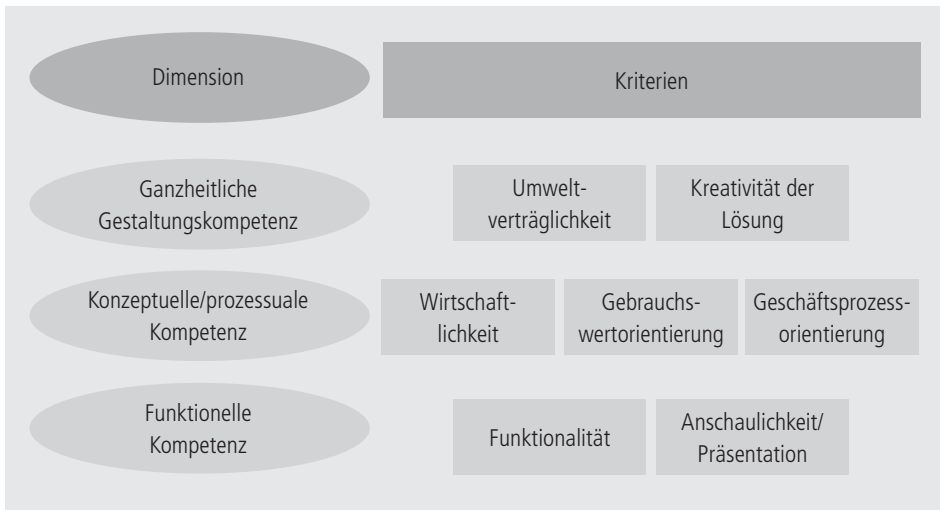 Dimension
Kriterien
Ganzheitliche
Gestaltungskompetenz
Umwelt-
verträglichkeit
Kreativität der
Lösung
Konzeptuelle/prozessuale
Kompetenz
Wirtschaft-
lichkeit
Gebrauchs-
wertorientierung
Geschäftsprozess-
orientierung
Funktionelle
Kompetenz
Funktionalität
Anschaulichkeit/
Präsentation